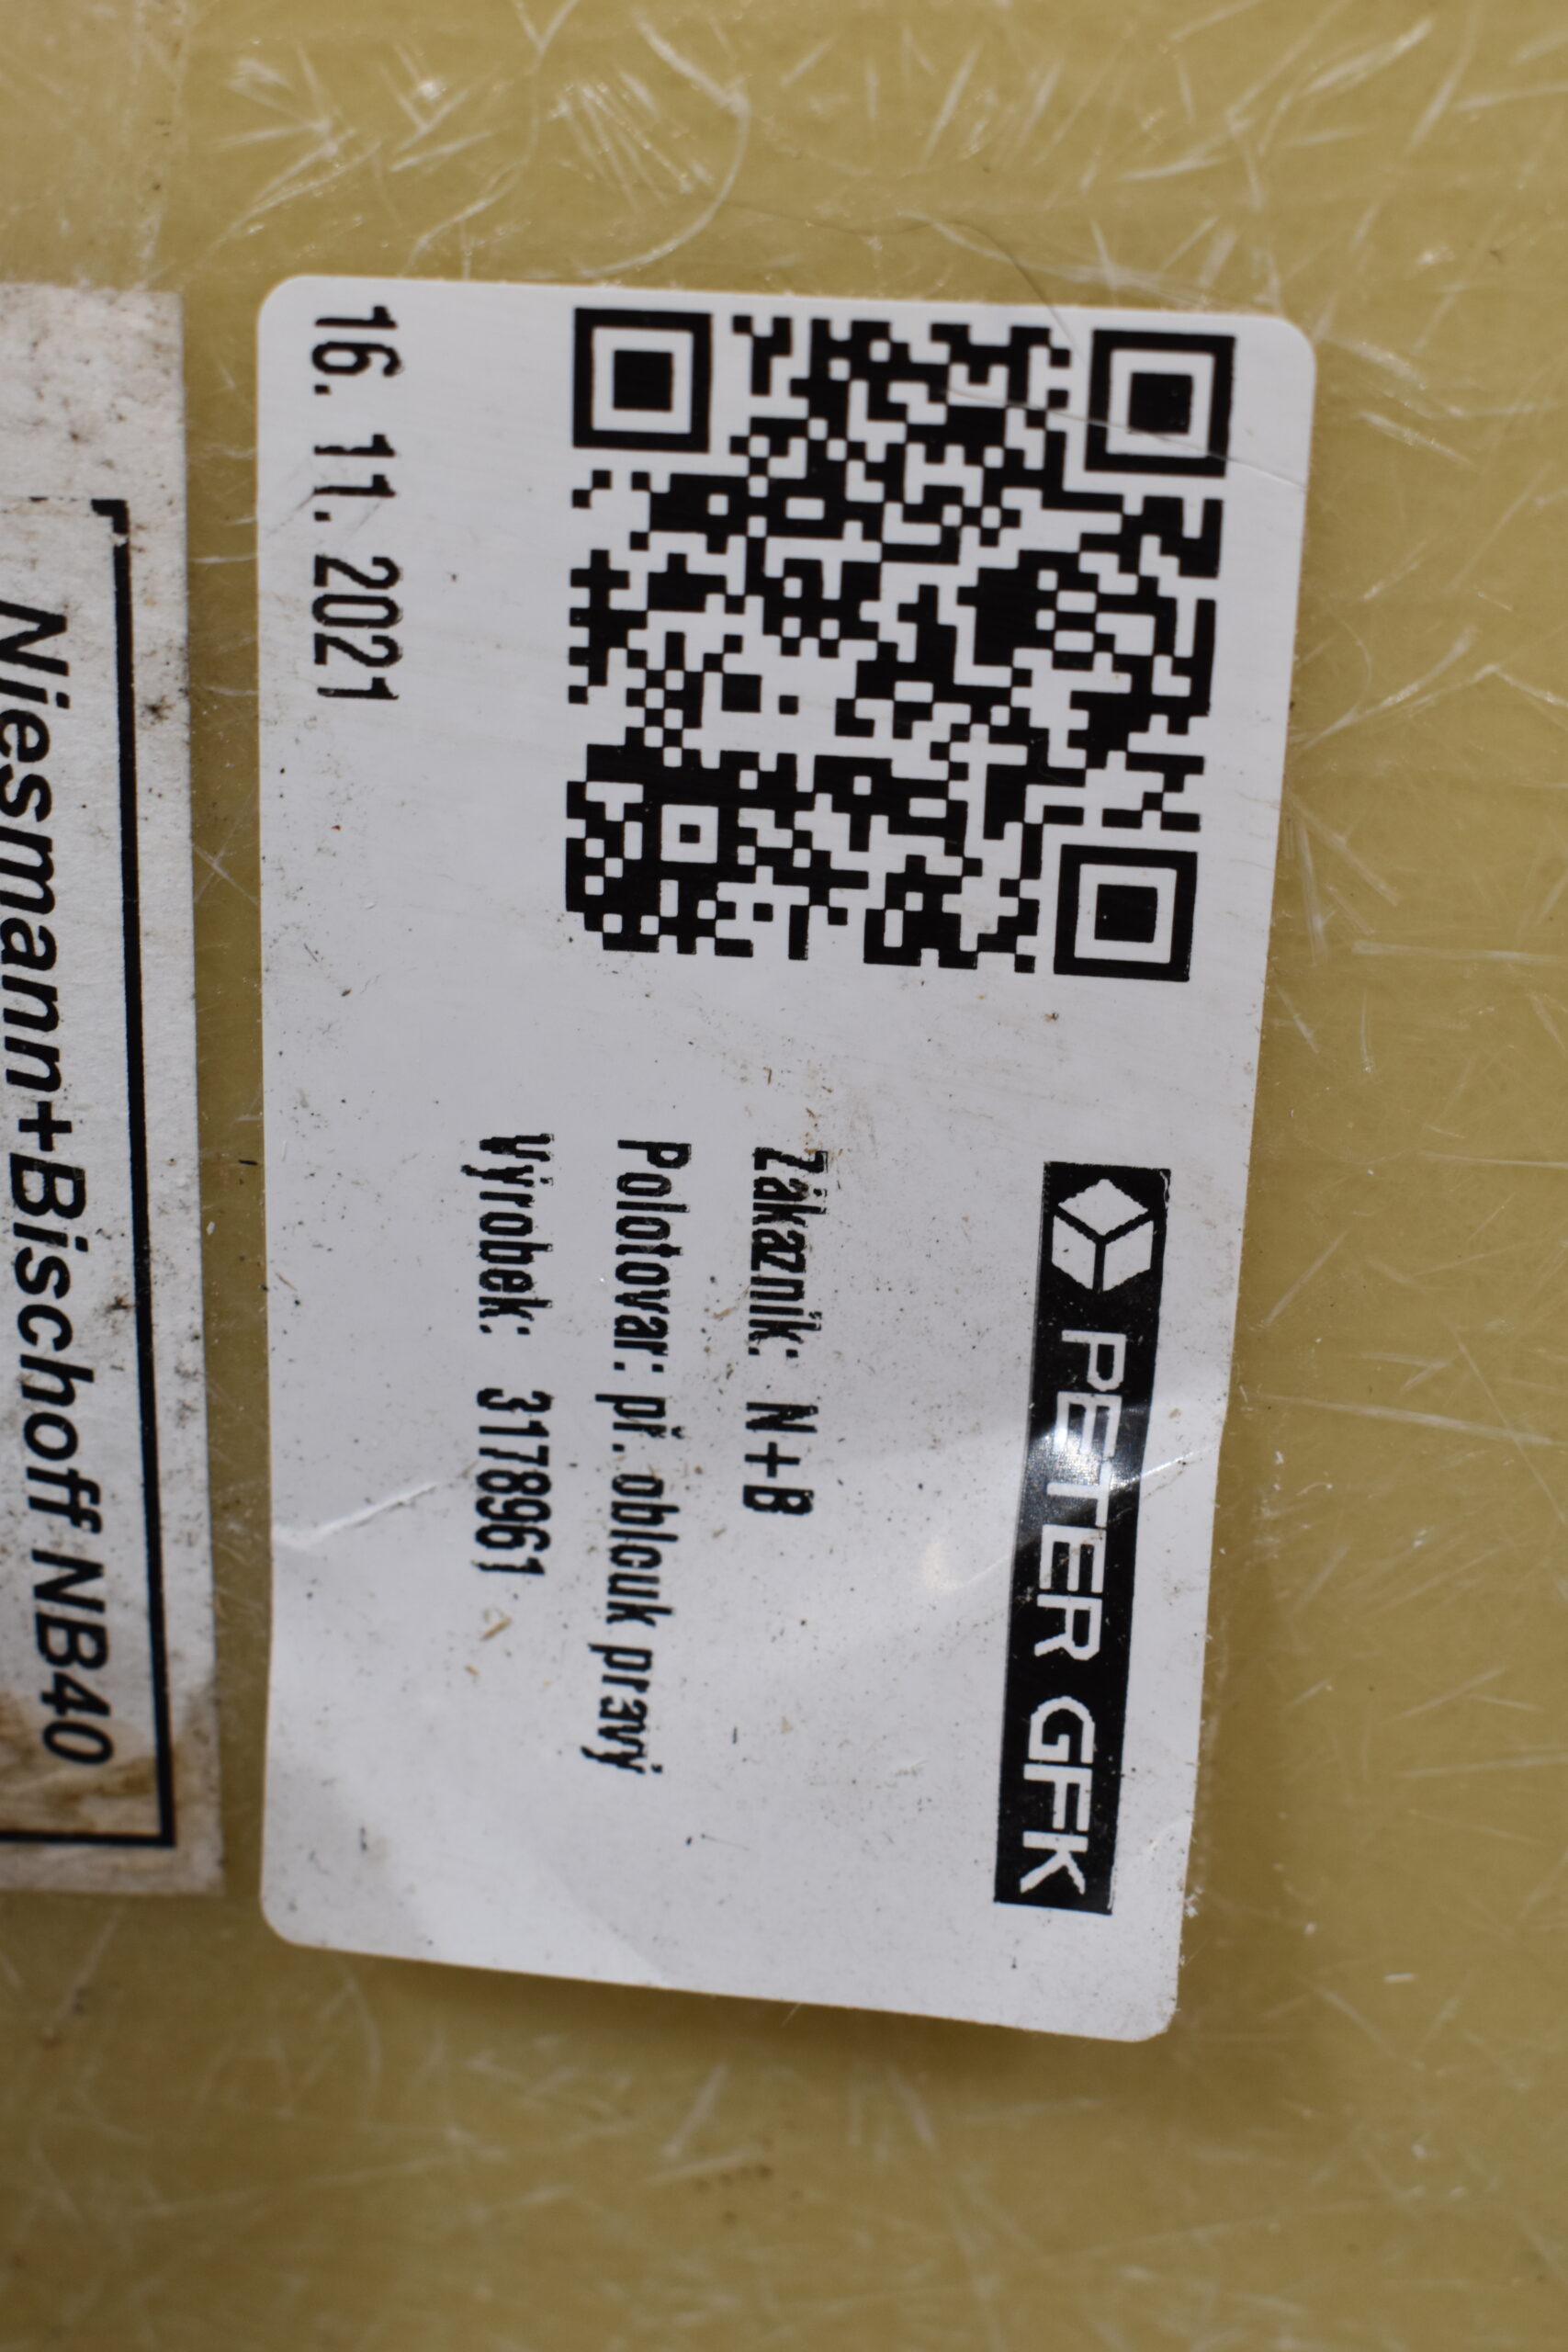 PETER GFK
Zákazník: N+B
Polotovar: př. oblouk pravý
Výrobek: 3178961
16. 11. 2021
Niesmann+Bischoff NB40